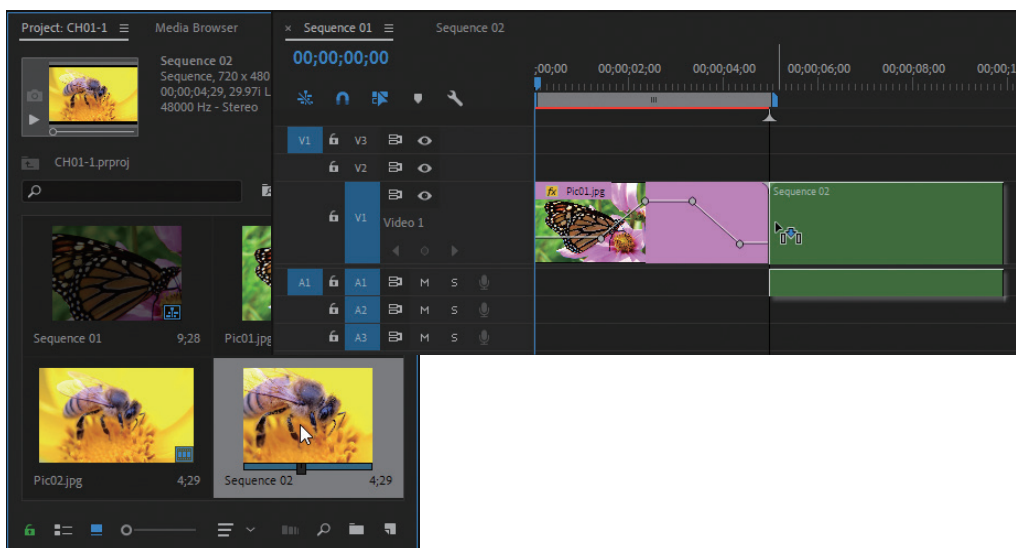 Project: CH01-1
Media Browser
Sequence 02
Sequence, 720 x 480
00;00;04;29, 29.97i
48000 Hz - Stereo
CH01-1.prproj
Sequence 01 9;28
Pic01.jpg
Pic02.jpg 4;29
Sequence 02 4;29
× Sequence 01
Sequence 02
00;00;00;00
;00;00 00;00;02;00 00;00;04;00 00;00;06;00 00;00;08;00 00;00;1
V1 V3
V2
V1
Video 1
fx Pic01.jpg
Sequence 02
A1 A1 M S
A2 M S
A3 M S